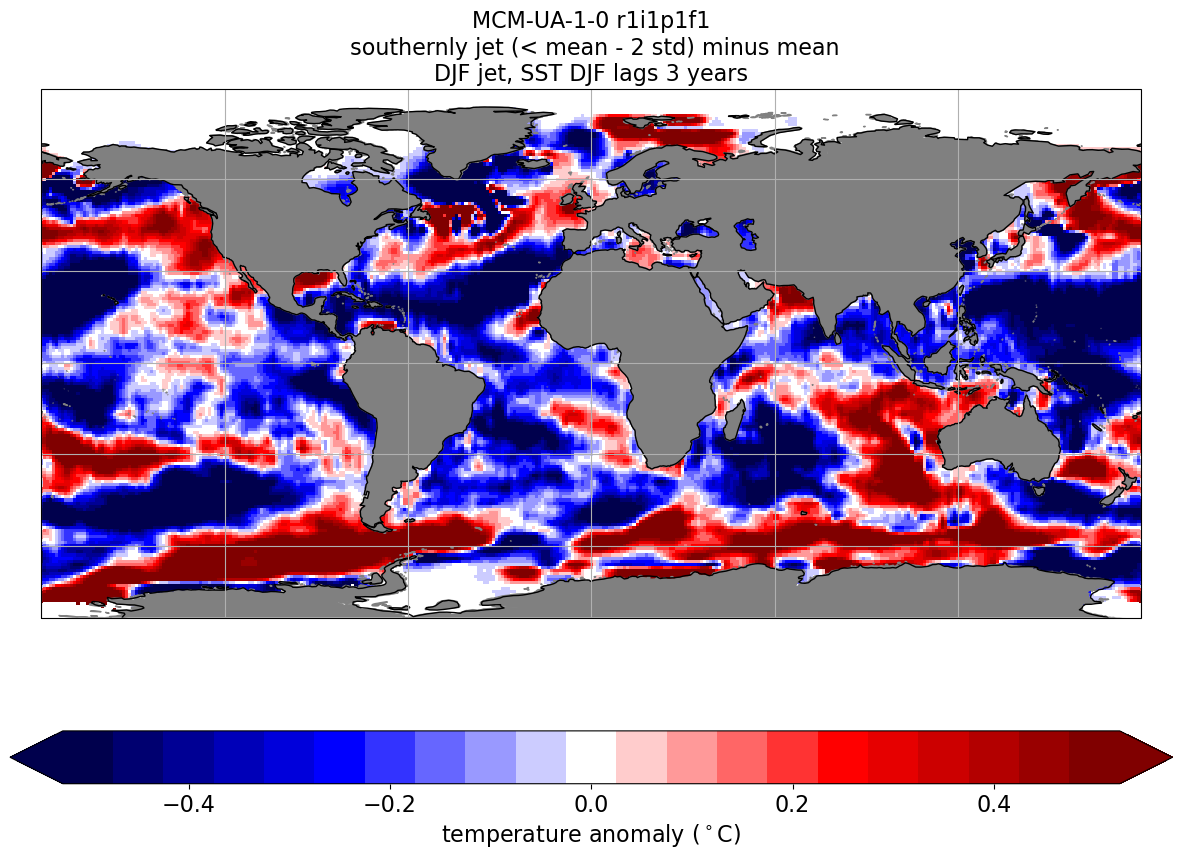 MCM-UA-1-0 r1i1p1f1
southernly jet (< mean - 2 std) minus mean
DJF jet, SST DJF lags 3 years
−0.4 −0.2 0.0 0.2 0.4
temperature anomaly (°C)